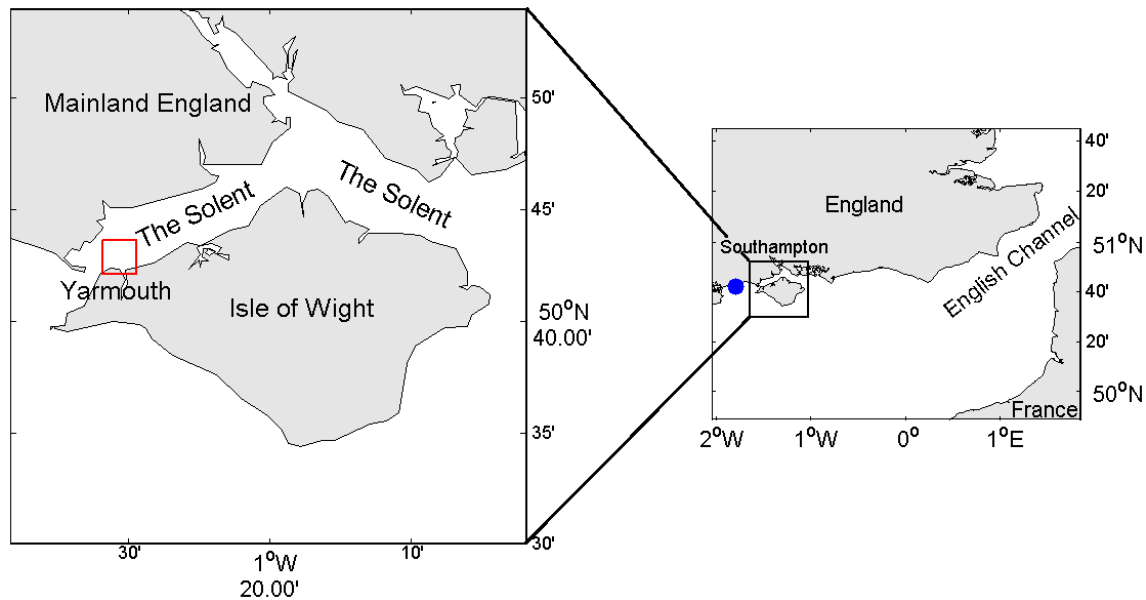 Mainland England
The Solent
The Solent
Yarmouth
Isle of Wight
50'
45'
50°N
40.00'
35'
30'
30'
1°W
20.00'
10'
England
Southampton
English Channel
France
40'
20'
51°N
40'
20'
50°N
2°W
1°W
0°
1°E